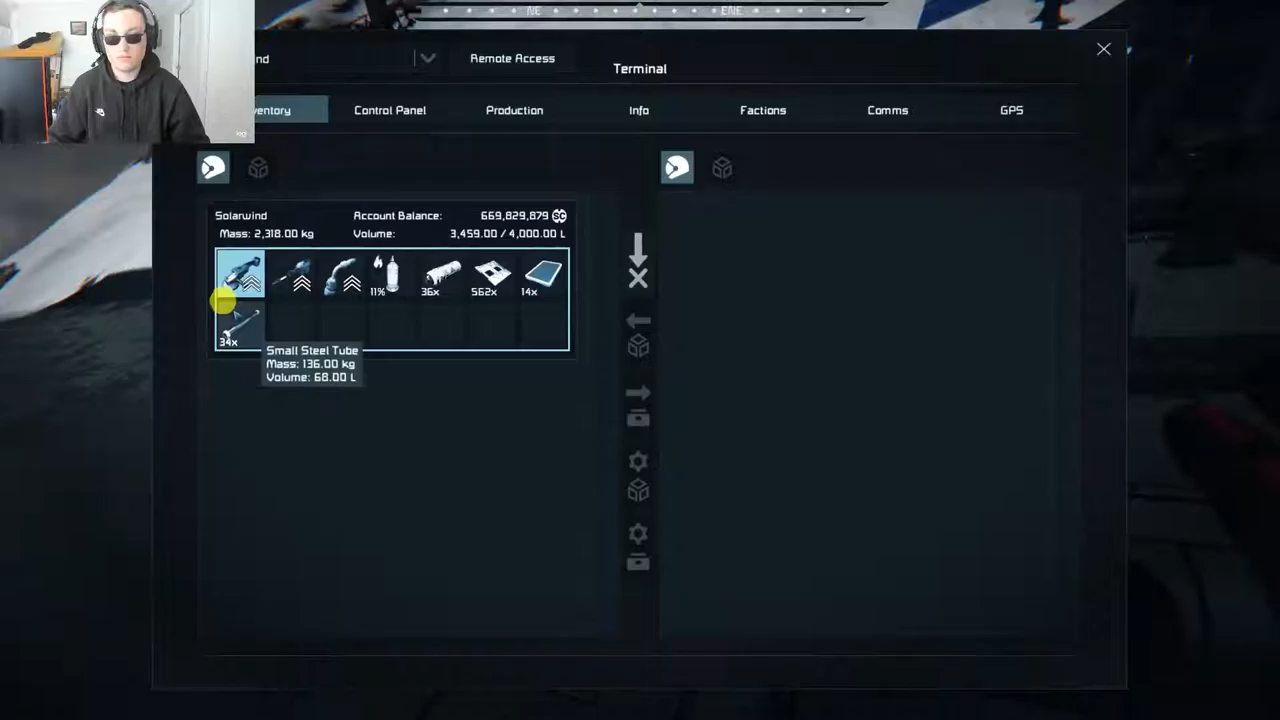 NE ENE
nd
Remote Access
Terminal
ventory Control Panel Production Info Factions Comms GPS
Solarwind Account Balance: 669,829,879 SC
Mass: 2,318.00 kg Volume: 3,459.00 / 4,000.00 L
11% 36x 562x 14x
34x
Small Steel Tube
Mass: 136.00 kg
Volume: 68.00 L